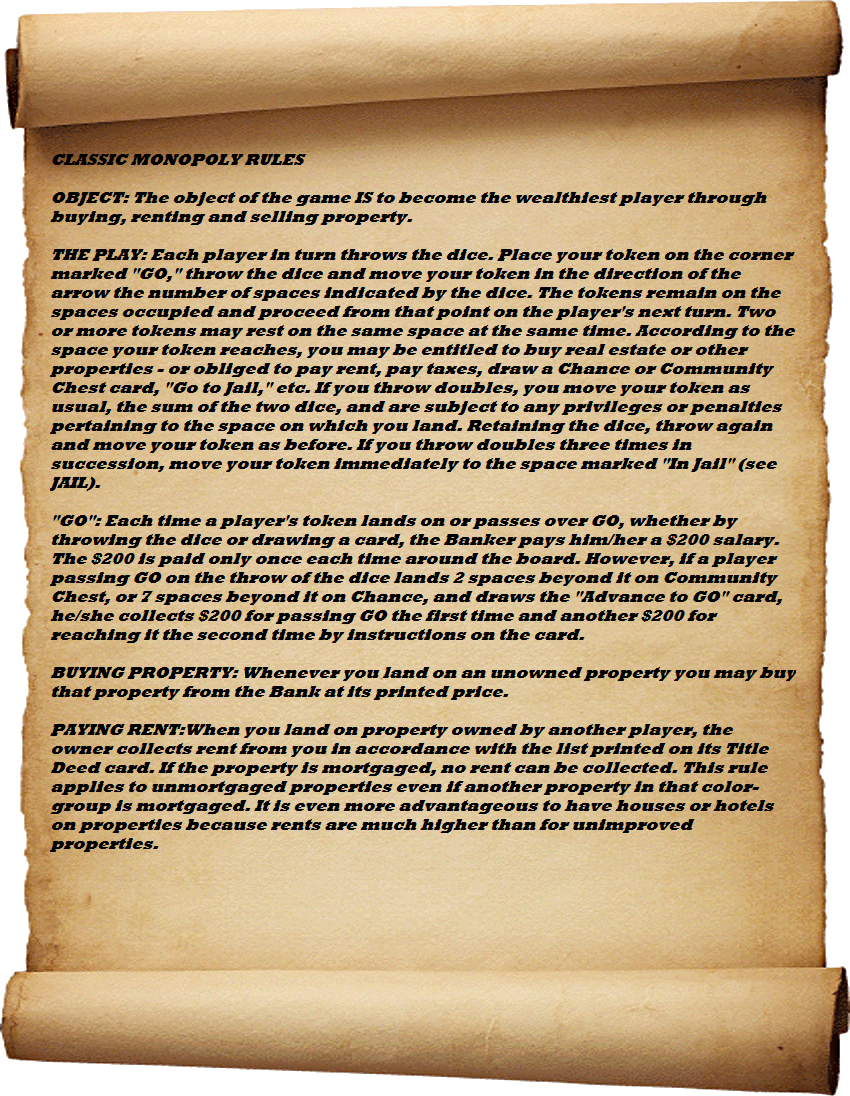 CLASSIC MONOPOLY RULES
OBJECT: The object of the game IS to become the wealthiest player through
buying, renting and selling property.
THE PLAY: Each player in turn throws the dice. Place your token on the corner
marked "GO," throw the dice and move your token in the direction of the
arrow the number of spaces indicated by the dice. The tokens remain on the
spaces occupied and proceed from that point on the player's next turn. Two
or more tokens may rest on the same space at the same time. According to the
space your token reaches, you may be entitled to buy real estate or other
properties - or obliged to pay rent, pay taxes, draw a Chance or Community
Chest card, "Go to Jail," etc. If you throw doubles, you move your token as
usual, the sum of the two dice, and are subject to any privileges or penalties
pertaining to the space on which you land. Retaining the dice, throw again
and move your token as before. If you throw doubles three times in
succession, move your token immediately to the space marked "In Jail" (see
JAIL).
"GO": Each time a player's token lands on or passes over GO, whether by
throwing the dice or drawing a card, the Banker pays him/her a $200 salary.
The $200 is paid only once each time around the board. However, if a player
passing GO on the throw of the dice lands 2 spaces beyond it on Community
Chest, or 7 spaces beyond it on Chance, and draws the "Advance to GO" card,
he/she collects $200 for passing GO the first time and another $200 for
reaching it the second time by instructions on the card.
BUYING PROPERTY: Whenever you land on an unowned property you may buy
that property from the Bank at its printed price.
PAYING RENT:When you land on property owned by another player, the
owner collects rent from you in accordance with the list printed on its Title
Deed card. If the property is mortgaged, no rent can be collected. This rule
applies to unmortgaged properties even if another property in that color-
group is mortgaged. It is even more advantageous to have houses or hotels
on properties because rents are much higher than for unimproved
properties.